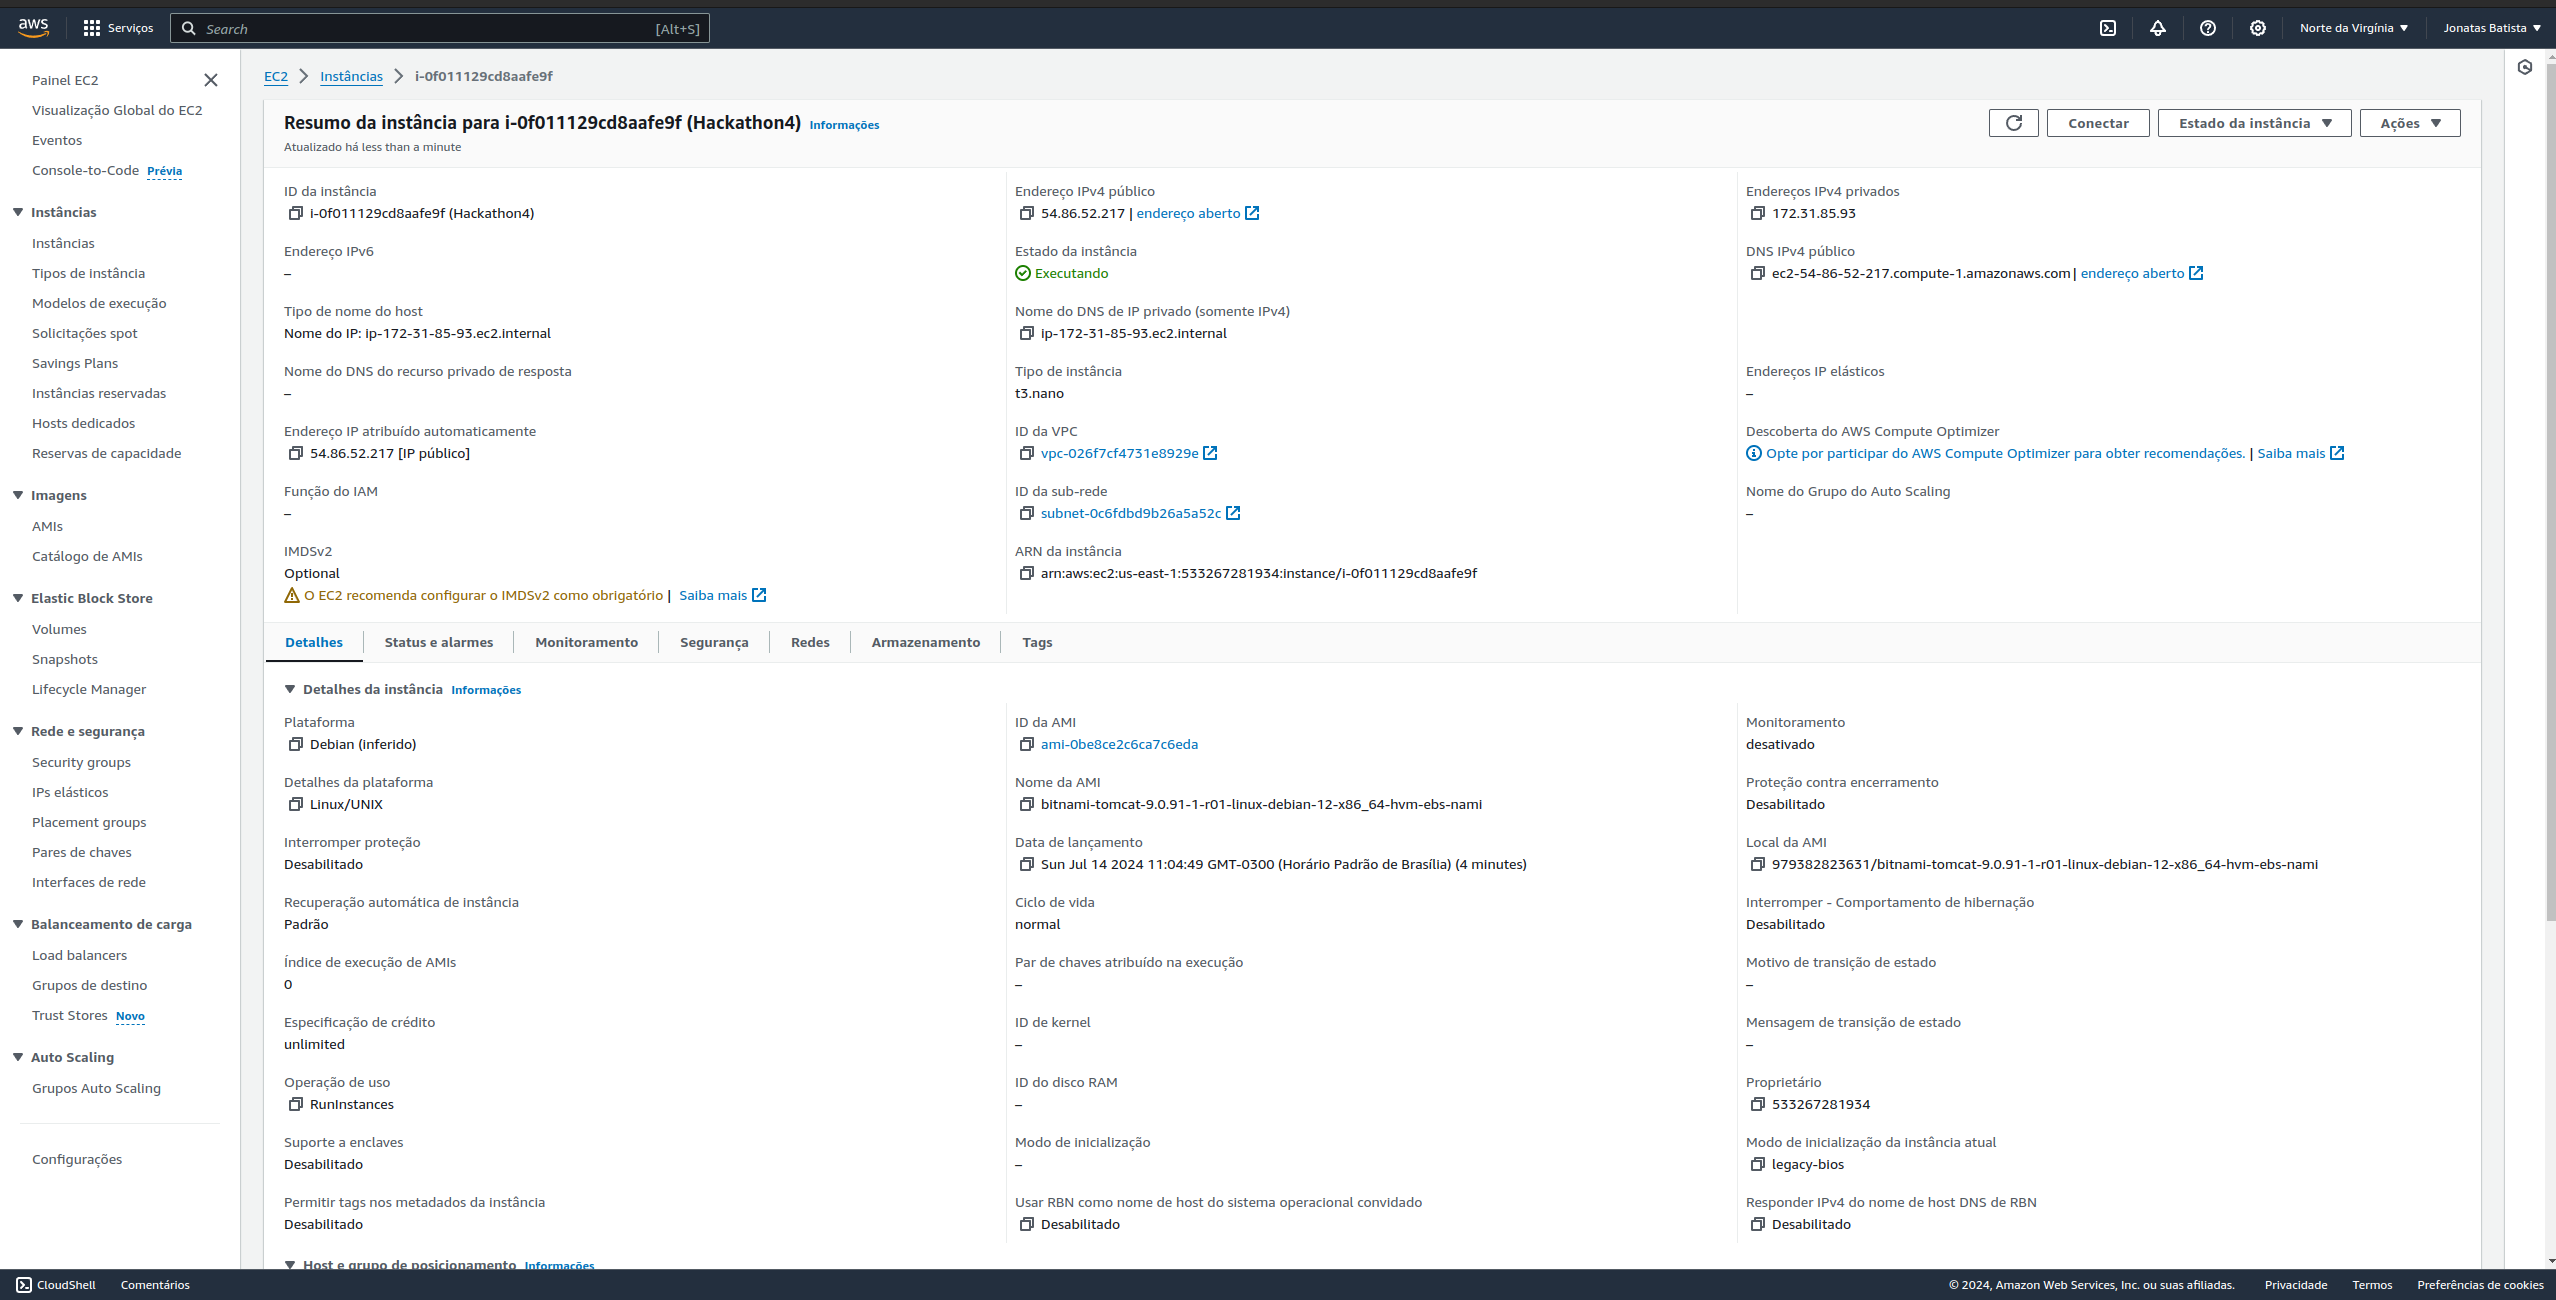 aws
Serviços
Search
[Alt+S]
Norte da Virgínia
Jonatas Batista
Painel EC2
Visualização Global do EC2
Eventos
Console-to-Code Prévia
Instâncias
Instâncias
Tipos de instância
Modelos de execução
Solicitações spot
Savings Plans
Instâncias reservadas
Hosts dedicados
Reservas de capacidade
Imagens
AMIs
Catálogo de AMIs
Elastic Block Store
Volumes
Snapshots
Lifecycle Manager
Rede e segurança
Security groups
IPs elásticos
Placement groups
Pares de chaves
Interfaces de rede
Balanceamento de carga
Load balancers
Grupos de destino
Trust Stores Novo
Auto Scaling
Grupos Auto Scaling
Configurações
EC2 Instâncias i-0f011129cd8aafe9f
Resumo da instância para i-0f011129cd8aafe9f (Hackathon4) Informações
Atualizado há less than a minute
Conectar
Estado da instância
Ações
ID da instância
i-0f011129cd8aafe9f (Hackathon4)
Endereço IPv4 público
54.86.52.217 | endereço aberto
Endereços IPv4 privados
172.31.85.93
Endereço IPv6
–
Estado da instância
Executando
DNS IPv4 público
ec2-54-86-52-217.compute-1.amazonaws.com | endereço aberto
Tipo de nome do host
Nome do IP: ip-172-31-85-93.ec2.internal
Nome do DNS de IP privado (somente IPv4)
ip-172-31-85-93.ec2.internal
Nome do DNS do recurso privado de resposta
–
Tipo de instância
t3.nano
Endereços IP elásticos
–
Endereço IP atribuído automaticamente
54.86.52.217 [IP público]
ID da VPC
vpc-026f7cf4731e8929e
Descoberta do AWS Compute Optimizer
Opte por participar do AWS Compute Optimizer para obter recomendações. | Saiba mais
Função do IAM
–
ID da sub-rede
subnet-0c6fdbd9b26a5a52c
Nome do Grupo do Auto Scaling
–
IMDSv2
Optional
O EC2 recomenda configurar o IMDSv2 como obrigatório | Saiba mais
ARN da instância
arn:aws:ec2:us-east-1:533267281934:instance/i-0f011129cd8aafe9f
Detalhes
Status e alarmes
Monitoramento
Segurança
Redes
Armazenamento
Tags
Detalhes da instância Informações
Plataforma
Debian (inferido)
ID da AMI
ami-0be8ce2c6ca7c6eda
Monitoramento
desativado
Detalhes da plataforma
Linux/UNIX
Nome da AMI
bitnami-tomcat-9.0.91-1-r01-linux-debian-12-x86_64-hvm-ebs-nami
Proteção contra encerramento
Desabilitado
Interromper proteção
Desabilitado
Data de lançamento
Sun Jul 14 2024 11:04:49 GMT-0300 (Horário Padrão de Brasília) (4 minutes)
Local da AMI
979382823631/bitnami-tomcat-9.0.91-1-r01-linux-debian-12-x86_64-hvm-ebs-nami
Recuperação automática de instância
Padrão
Ciclo de vida
normal
Interromper - Comportamento de hibernação
Desabilitado
Índice de execução de AMIs
0
Par de chaves atribuído na execução
–
Motivo de transição de estado
–
Especificação de crédito
unlimited
ID de kernel
–
Mensagem de transição de estado
–
Operação de uso
RunInstances
ID do disco RAM
–
Proprietário
533267281934
Suporte a enclaves
Desabilitado
Modo de inicialização
–
Modo de inicialização da instância atual
legacy-bios
Permitir tags nos metadados da instância
Desabilitado
Usar RBN como nome de host do sistema operacional convidado
Desabilitado
Responder IPv4 do nome de host DNS de RBN
Desabilitado
Host e grupo de posicionamento Informações
CloudShell
Comentários
© 2024, Amazon Web Services, Inc. ou suas afiliadas.
Privacidade
Termos
Preferências de cookies